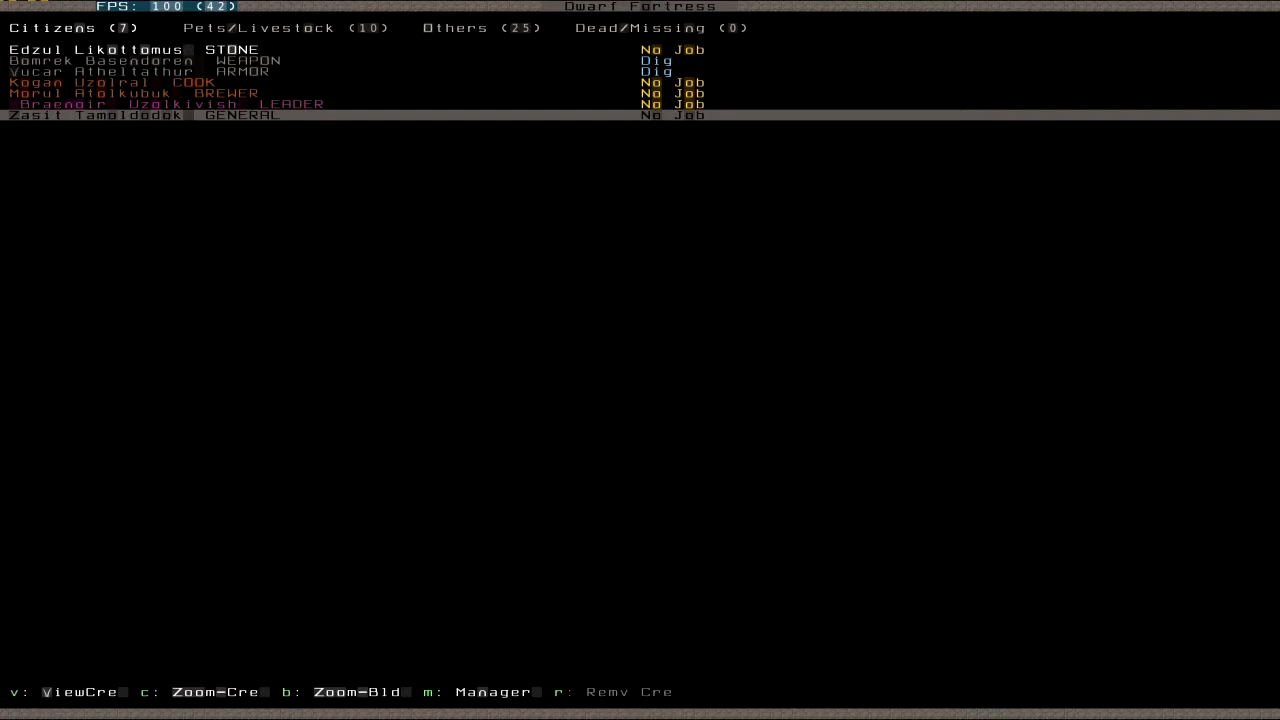 FPS: 100 (42) Dwarf Fortress
Citizens (7) Pets/Livestock (10) Others (25) Dead/Missing (0)
Edzul Likottomus STONE No Job
Bomrek Basendoren WEAPON Dig
Vucar Atheltathur ARMOR Dig
Kogan Uzolral COOK No Job
Morul Atolkubuk BREWER No Job
Braengir Uzolkivish LEADER No Job
Zasit Tamoldodok GENERAL No Job
v: ViewCre c: Zoom-Cre b: Zoom-Bld m: Manager r: Remv Cre